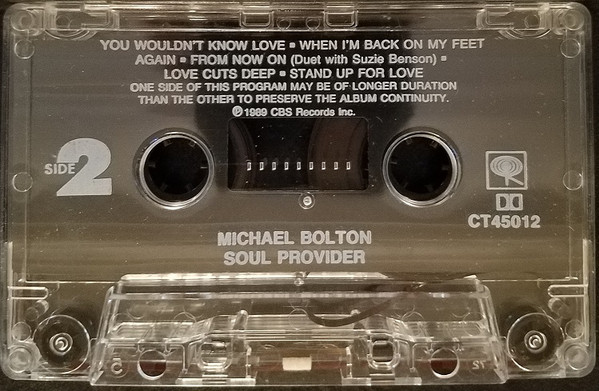 YOU WOULDN'T KNOW LOVE ▪ WHEN I'M BACK ON MY FEET
AGAIN ▪ FROM NOW ON (Duet with Suzie Benson) ▪
LOVE CUTS DEEP ▪ STAND UP FOR LOVE
ONE SIDE OF THIS PROGRAM MAY BE OF LONGER DURATION
THAN THE OTHER TO PRESERVE THE ALBUM CONTINUITY.
℗1989 CBS Records Inc.
SIDE 2
CT45012
MICHAEL BOLTON
SOUL PROVIDER